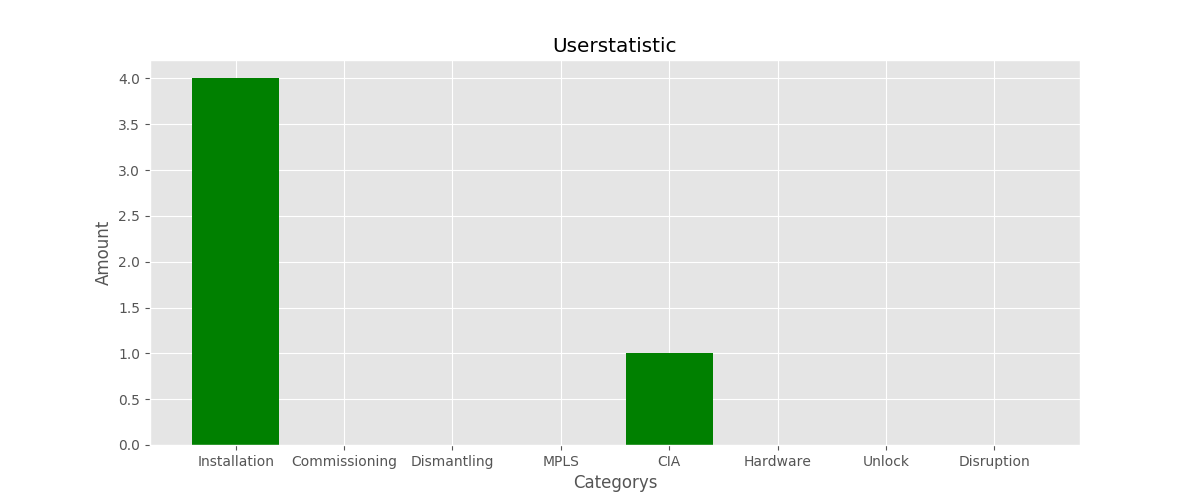 Userstatistic
Amount
4.0
3.5
3.0
2.5
2.0
1.5
1.0
0.5
0.0
Installation Commissioning Dismantling MPLS CIA Hardware Unlock Disruption
Categorys